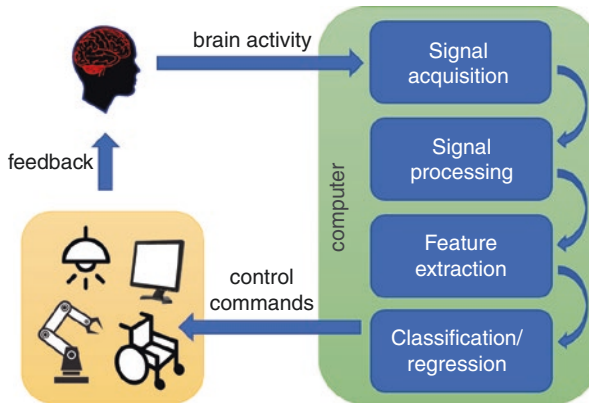 brain activity
Signal
acquisition
Signal
processing
Feature
extraction
Classification/
regression
computer
control
commands
feedback